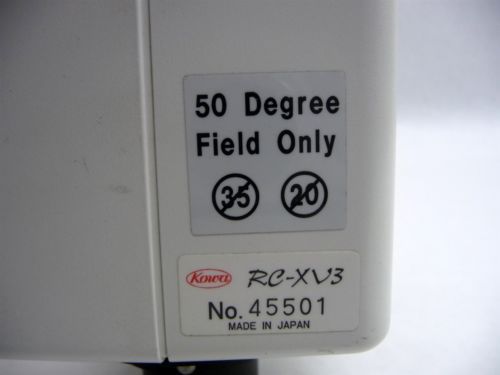 50 Degree
Field Only
35 20
Kowa RC-XV3
No. 45501
MADE IN JAPAN